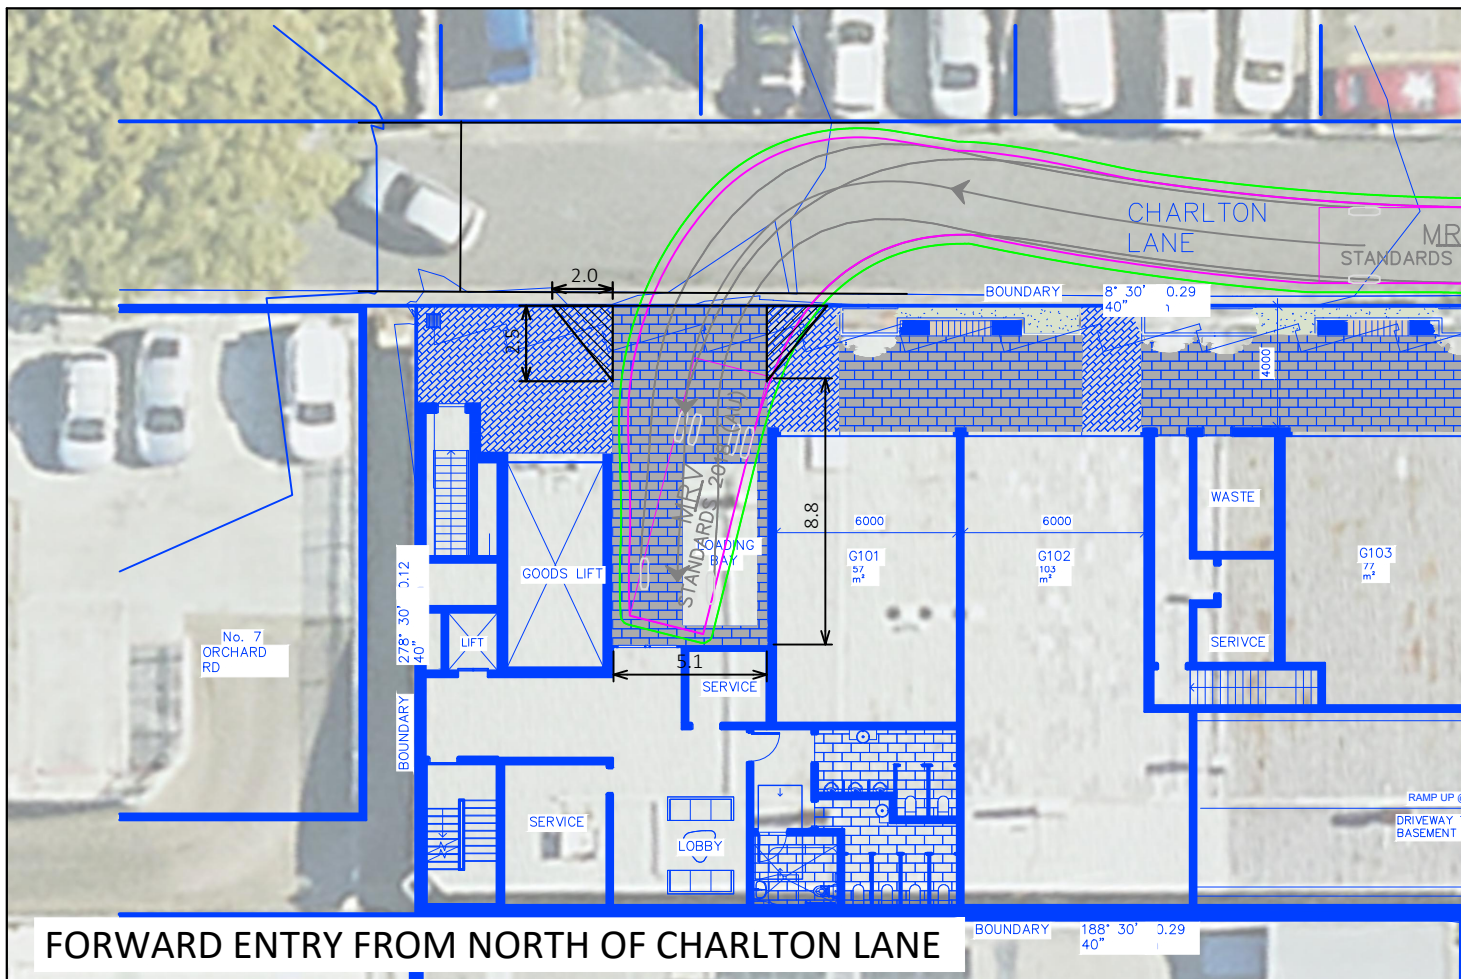 2.0
CHARLTON
LANE
MR
STANDARDS
BOUNDARY
8° 30' 0.29
40"
2.5
4000
8.8
MRV
STANDARDS
LOADING
BAY
GOODS LIFT
6000
6000
G101
57
m²
G102
103
m²
WASTE
G103
77
m²
278° 30' 0.12
40"
No. 7
ORCHARD
RD
LIFT
SERIVCE
5.1
SERVICE
BOUNDARY
RAMP UP @
DRIVEWAY
BASEMENT
SERVICE
LOBBY
FORWARD ENTRY FROM NORTH OF CHARLTON LANE
BOUNDARY
188° 30' 0.29
40"